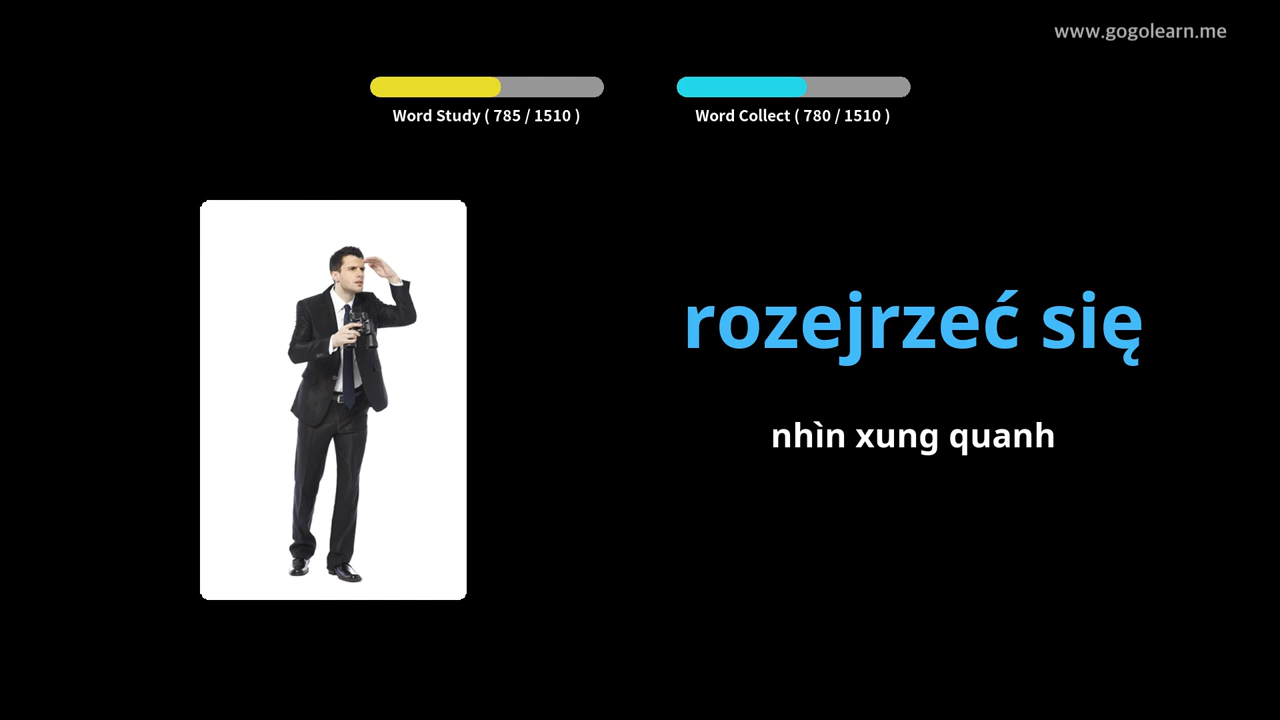 www.gogolearn.me
Word Study ( 785 / 1510 )
Word Collect ( 780 / 1510 )
rozejrzeć się
nhìn xung quanh